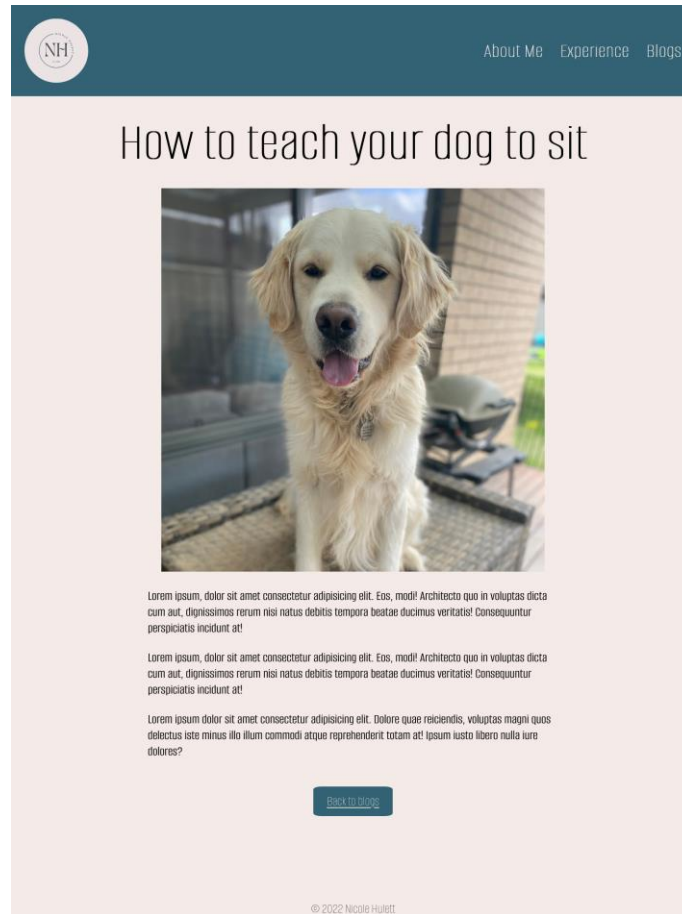 NH
About Me Experience Blogs
How to teach your dog to sit
Lorem ipsum, dolor sit amet consectetur adipisicing elit. Eos, modi! Architecto quo in voluptas dicta
cum aut, dignissimos rerum nisi natus debitis tempora beatae ducimus veritatis! Consequuntur
perspiciatis incidunt at!
Lorem ipsum, dolor sit amet consectetur adipisicing elit. Eos, modi! Architecto quo in voluptas dicta
cum aut, dignissimos rerum nisi natus debitis tempora beatae ducimus veritatis! Consequuntur
perspiciatis incidunt at!
Lorem ipsum dolor sit amet consectetur adipisicing elit. Dolore quae reiciendis, voluptas magni quos
delectus iste minus illo illum commodi atque reprehenderit totam at! Ipsum iusto libero nulla iure
dolores?
Back to blogs
© 2022 Nicole Hulett